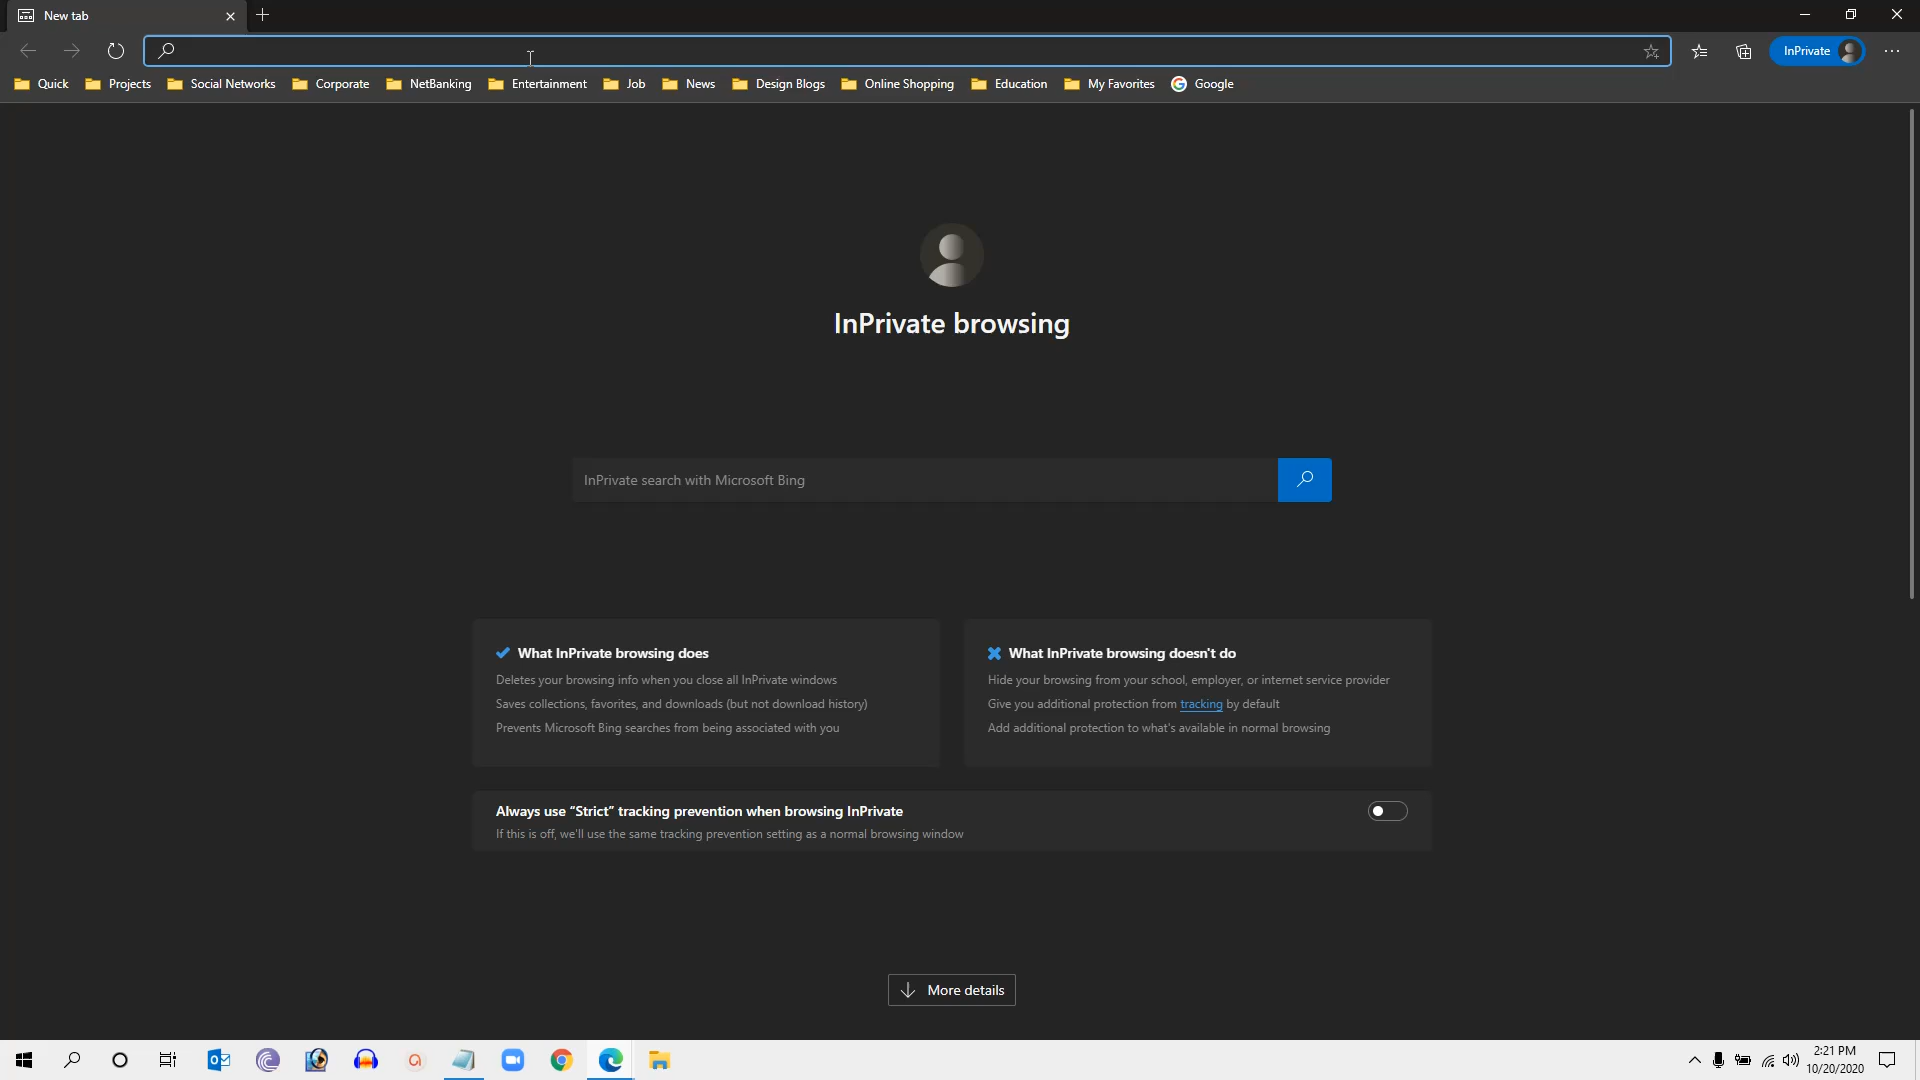 New tab
InPrivate
Quick
Projects
Social Networks
Corporate
NetBanking
Entertainment
Job
News
Design Blogs
Online Shopping
Education
My Favorites
Google
InPrivate browsing
InPrivate search with Microsoft Bing
What InPrivate browsing does
Deletes your browsing info when you close all InPrivate windows
Saves collections, favorites, and downloads (but not download history)
Prevents Microsoft Bing searches from being associated with you
What InPrivate browsing doesn't do
Hide your browsing from your school, employer, or internet service provider
Give you additional protection from tracking by default
Add additional protection to what's available in normal browsing
Always use “Strict” tracking prevention when browsing InPrivate
If this is off, we'll use the same tracking prevention setting as a normal browsing window
More details
2:21 PM
10/20/2020